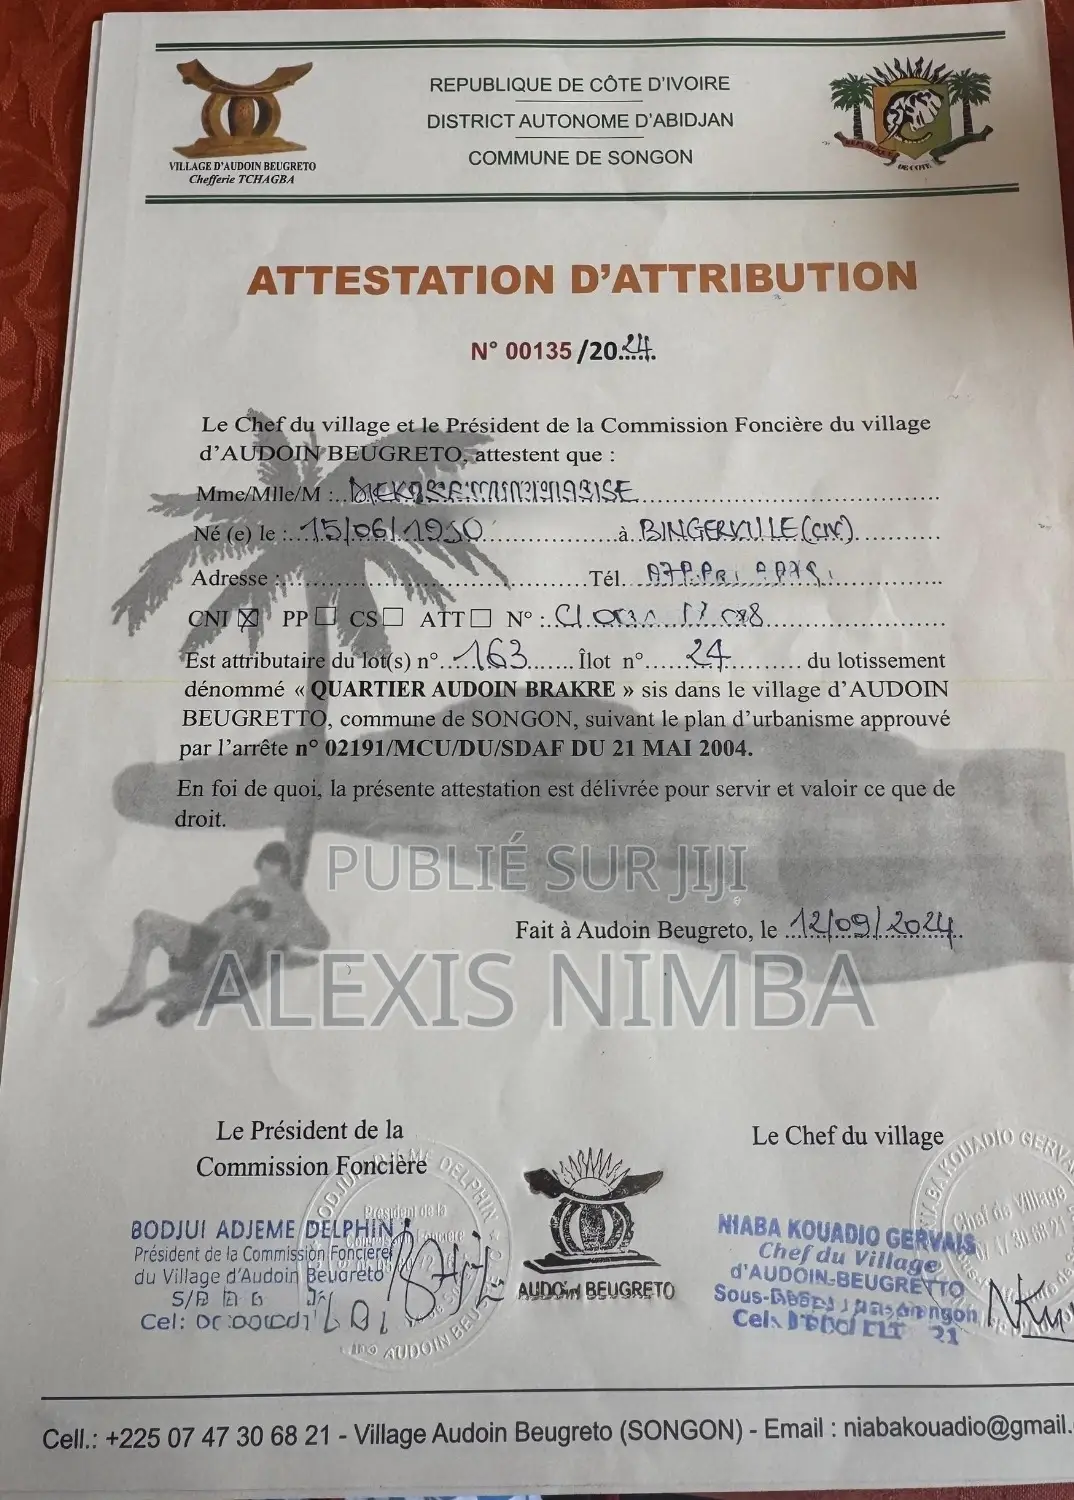 REPUBLIQUE DE CÔTE D'IVOIRE
DISTRICT AUTONOME D'ABIDJAN
COMMUNE DE SONGON
VILLAGE D'AUDOIN BEUGRETO
Chefferie TCHAGBA
ATTESTATION D'ATTRIBUTION
N° 00135 /2024.
Le Chef du village et le Président de la Commission Foncière du village
d'AUDOIN BEUGRETO, attestent que :
Mme/Mlle/M :
Né (e) le : 15/06/1950 à BINGERVILLE (CIV)
Adresse : Tél.
CNI ☒ PP ☐ CS ☐ ATT ☐ N° :
Est attributaire du lot(s) n° 163 Îlot n° 24 du lotissement
dénommé « QUARTIER AUDOIN BRAKRE » sis dans le village d'AUDOIN
BEUGRETTO, commune de SONGON, suivant le plan d'urbanisme approuvé
par l'arrête n° 02191/MCU/DU/SDAF DU 21 MAI 2004.
En foi de quoi, la présente attestation est délivrée pour servir et valoir ce que de
droit.
PUBLIÉ SUR JIJI
Fait à Audoin Beugreto, le 12/09/2024.
ALEXIS NIMBA
Le Président de la
Commission Foncière
Le Chef du village
BODJUI ADJEME DELPHIN
Président de la Commission Foncière
du Village d'Audoin Beugreto
Cel:
AUDOIN BEUGRETO
NIABA KOUADIO GERVAIS
Chef du Village
d'AUDOIN-BEUGRETTO
Cel:
Cell.: +225 07 47 30 68 21 - Village Audoin Beugreto (SONGON) - Email : niabakouadio@gmail.